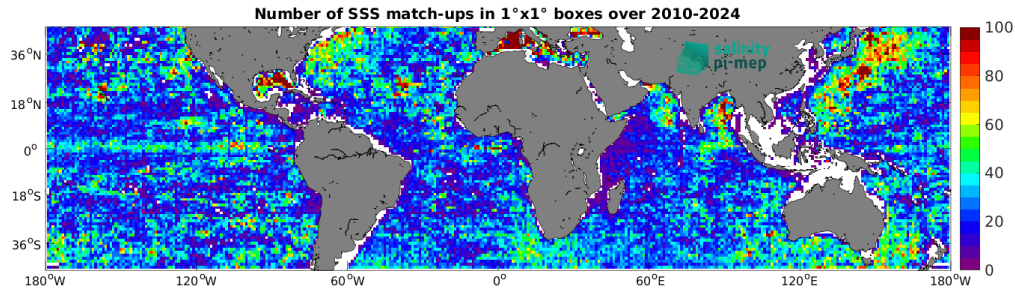 Number of SSS match-ups in 1°x1° boxes over 2010-2024
salinity
pi-mep
36°N
18°N
0°
18°S
36°S
180°W
120°W
60°W
0°
60°E
120°E
180°W
100
80
60
40
20
0